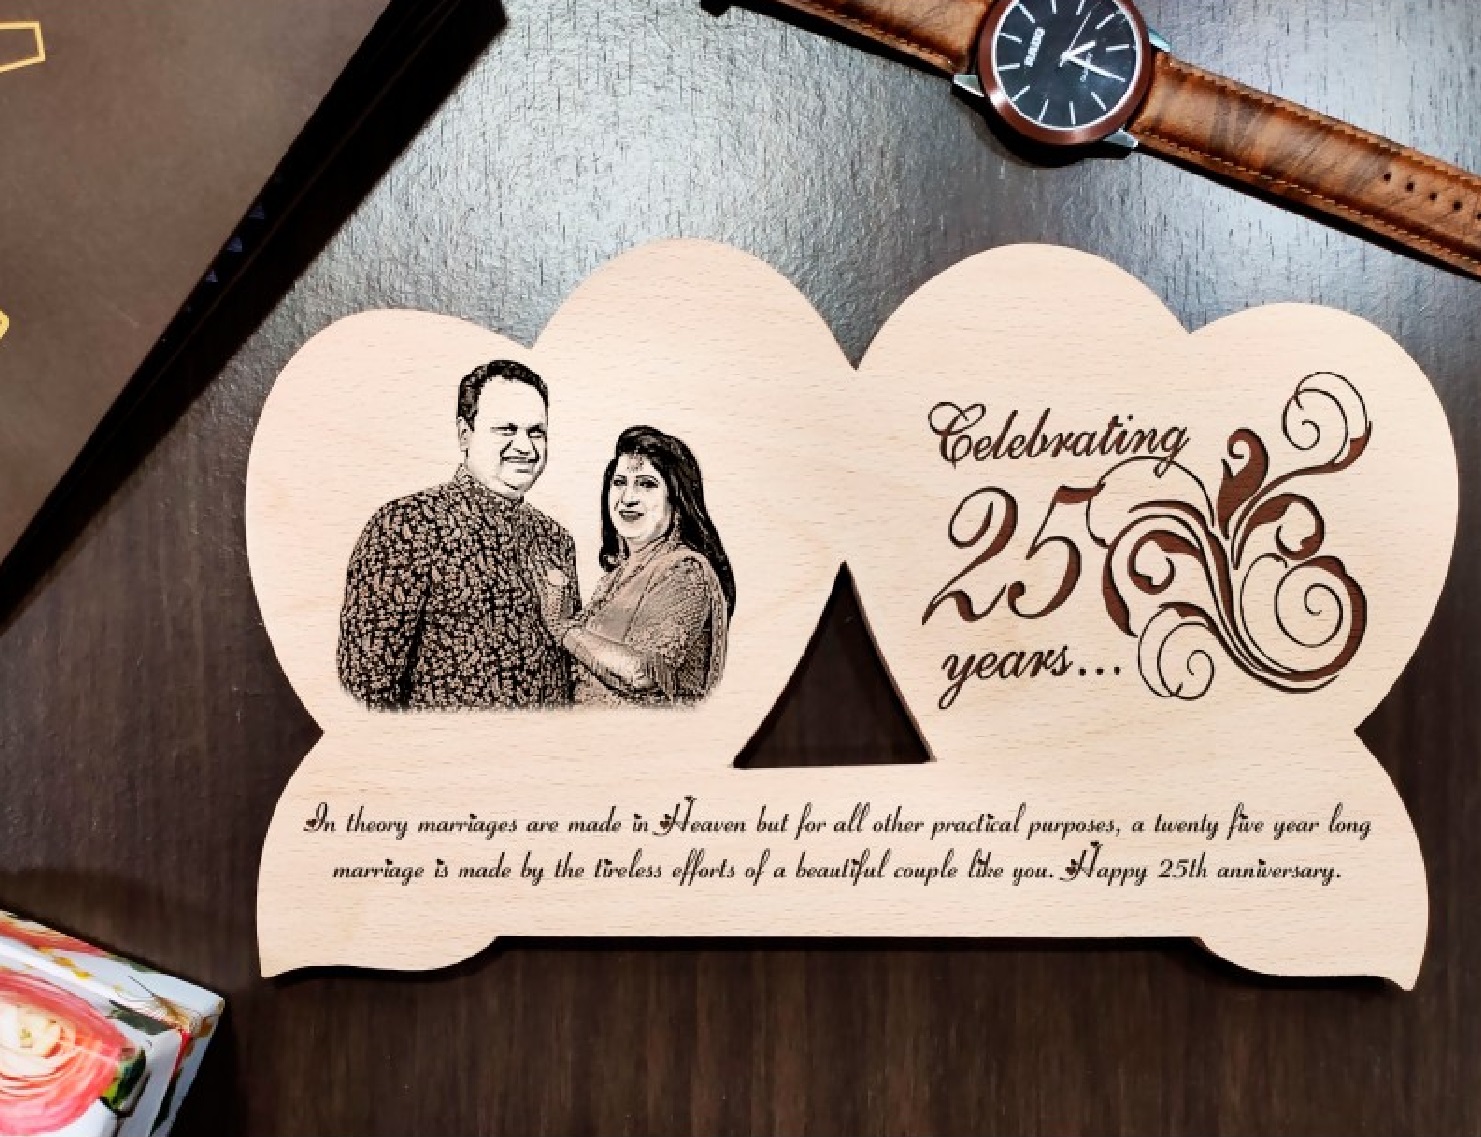 Celebrating
25
years...
In theory marriages are made in Heaven but for all other practical purposes, a twenty five year long
marriage is made by the tireless efforts of a beautiful couple like you. Happy 25th anniversary.